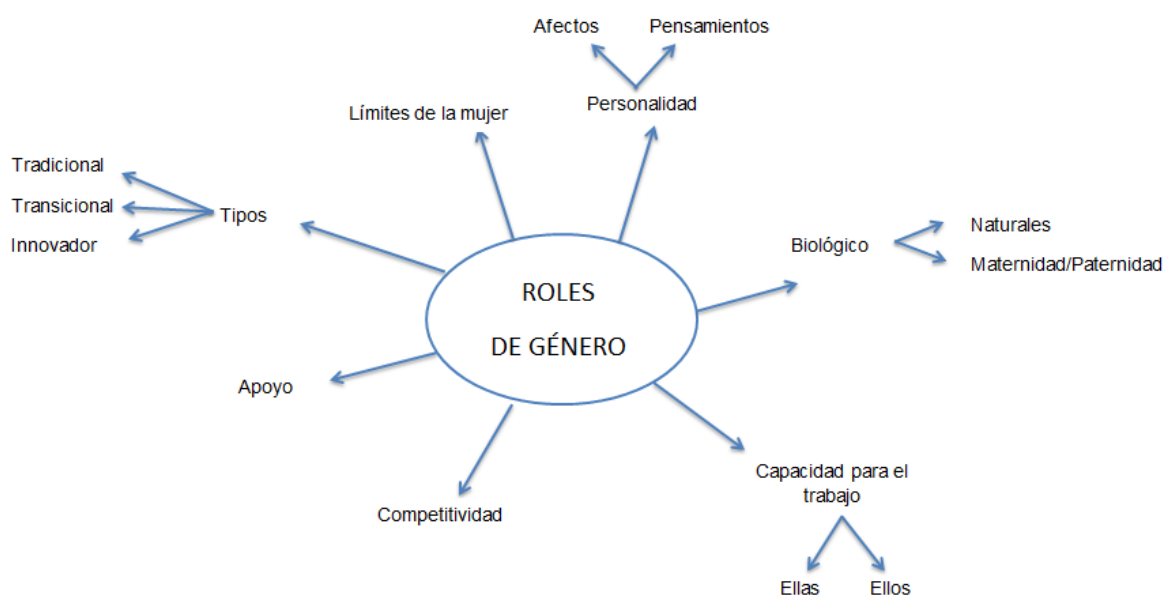 Afectos
Pensamientos
Personalidad
Límites de la mujer
Tradicional
Transicional
Innovador
Tipos
Biológico
Naturales
Maternidad/Paternidad
ROLES
DE GÉNERO
Apoyo
Competitividad
Capacidad para el
trabajo
Ellas
Ellos